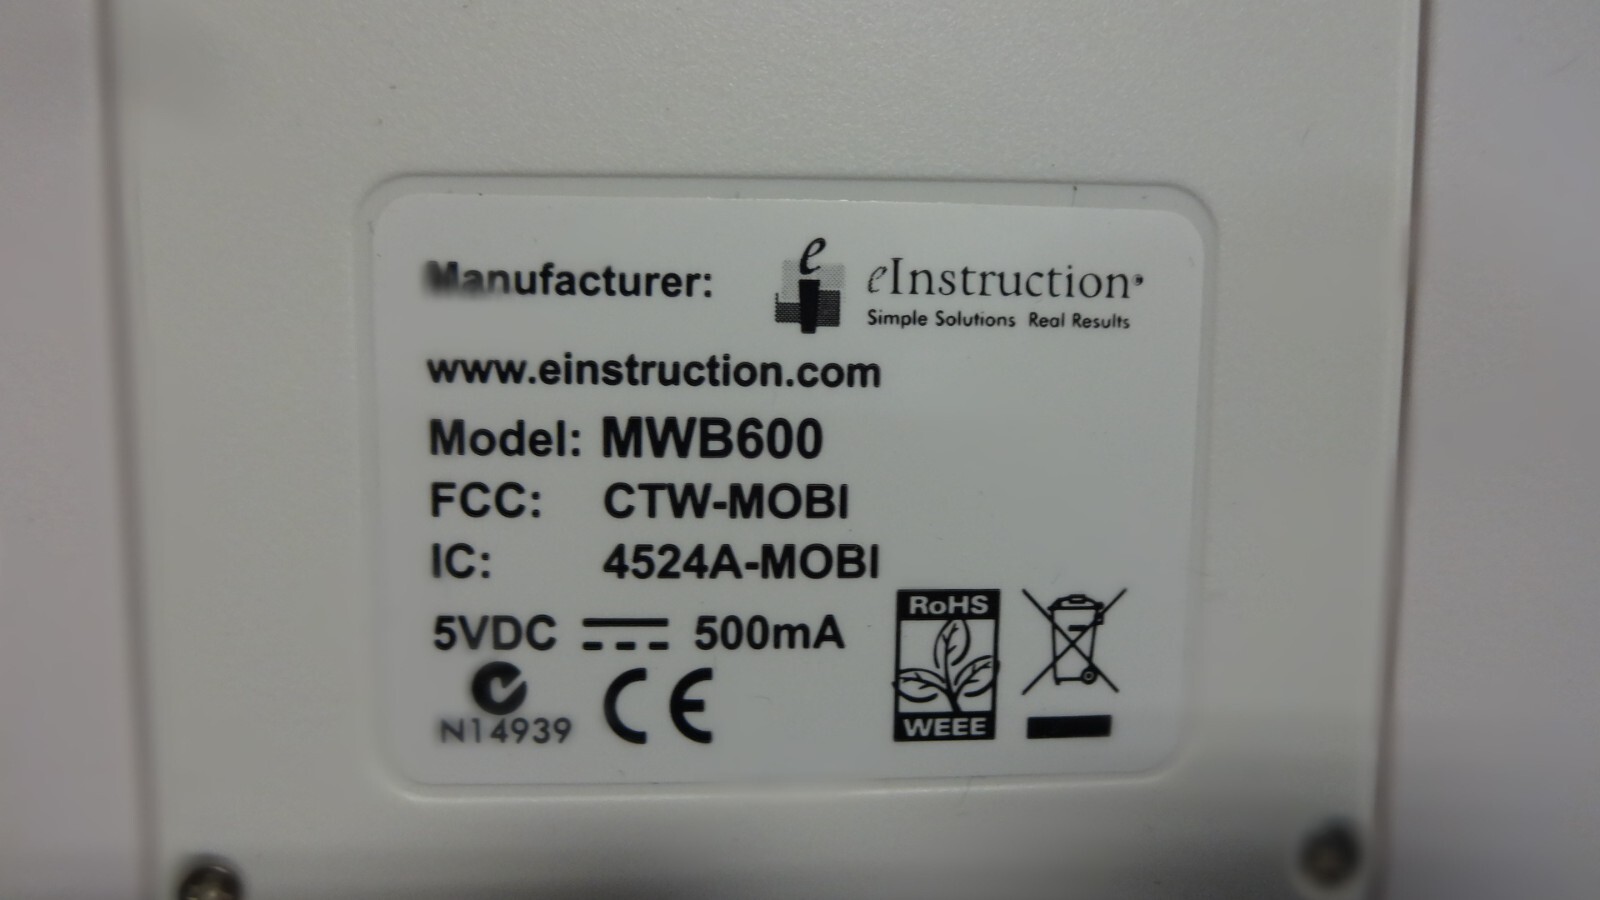 Manufacturer: e eInstruction
Simple Solutions Real Results
www.einstruction.com
Model: MWB600
FCC: CTW-MOBI
IC: 4524A-MOBI
5VDC 500mA
N14939 CE
RoHS
WEEE